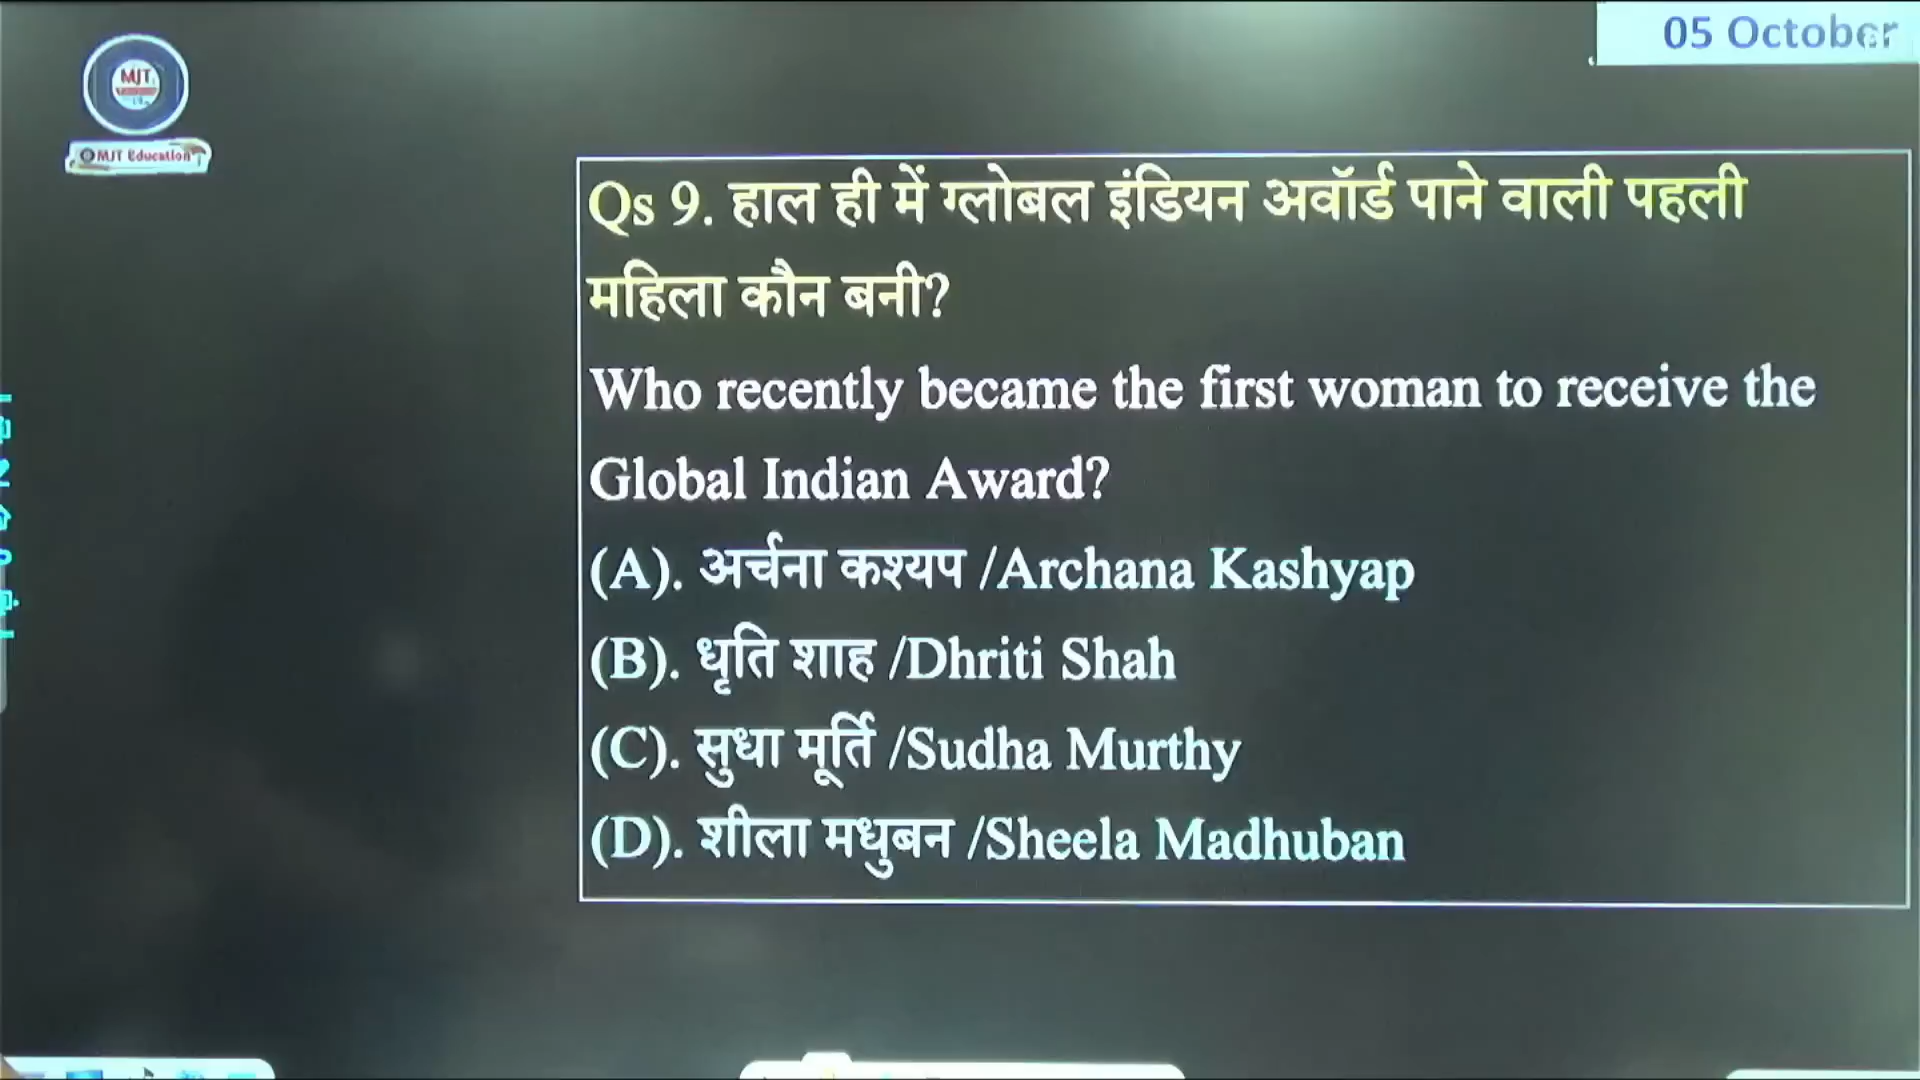 05 October
MJT
MJT Education
Qs 9. हाल ही में ग्लोबल इंडियन अवॉर्ड पाने वाली पहली
महिला कौन बनी?
Who recently became the first woman to receive the
Global Indian Award?
(A). अर्चना कश्यप /Archana Kashyap
(B). धृति शाह /Dhriti Shah
(C). सुधा मूर्ति /Sudha Murthy
(D). शीला मधुबन /Sheela Madhuban